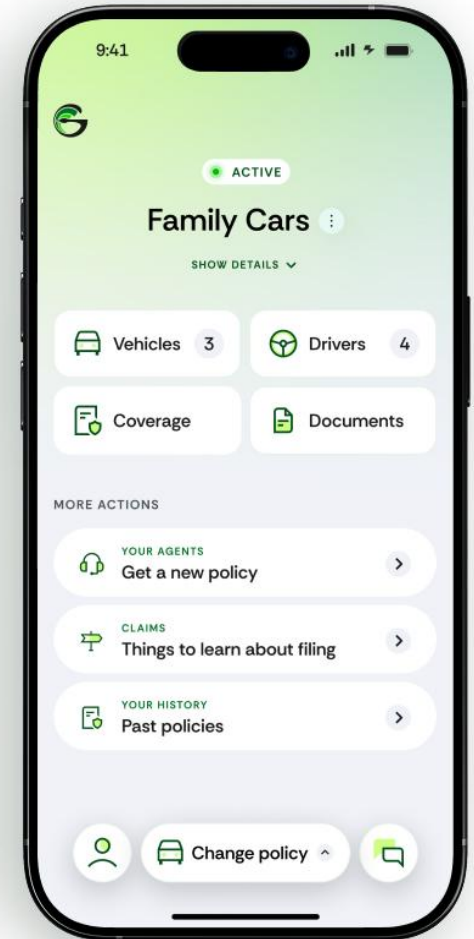 9:41
ACTIVE
Family Cars
SHOW DETAILS
Vehicles 3
Drivers 4
Coverage
Documents
MORE ACTIONS
YOUR AGENTS
Get a new policy
CLAIMS
Things to learn about filing
YOUR HISTORY
Past policies
Change policy